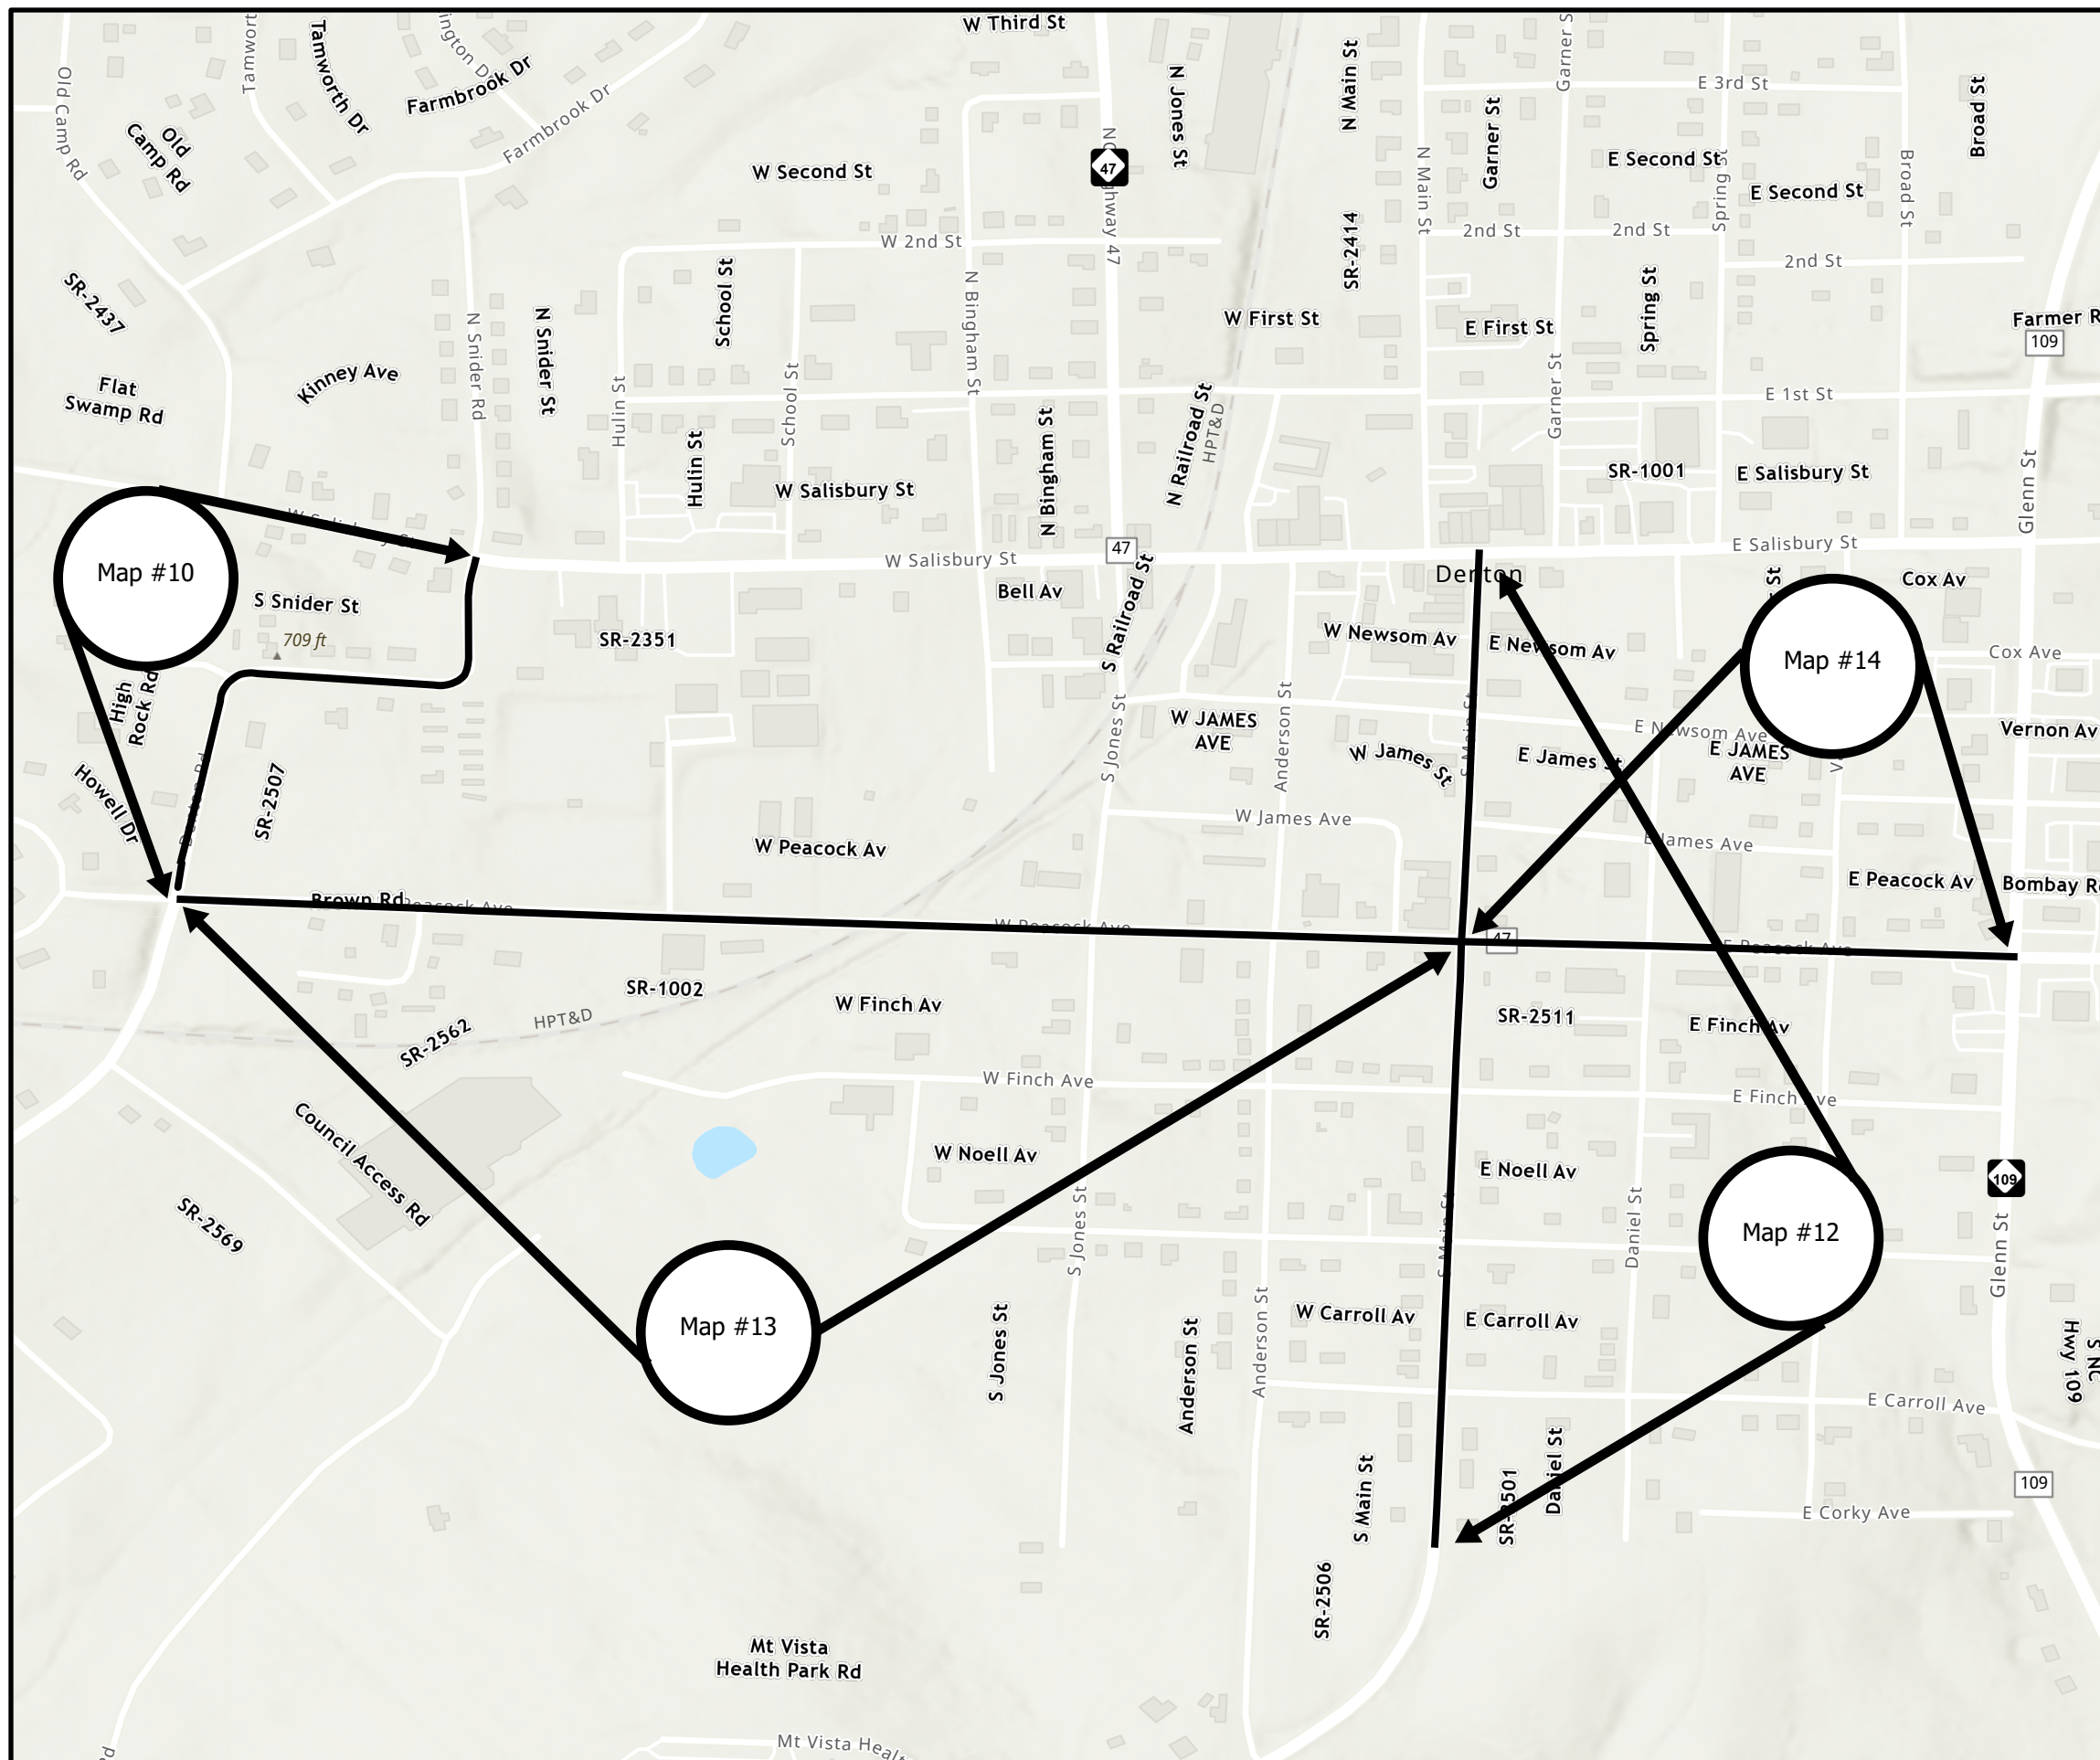 W Third St
Tamworth Dr
Farmbrook Dr
Farmbrook Dr
Old Camp Rd
Old
Camp Rd
N Jones St
N Main St
N Main St
Garner St
E 3rd St
Broad St
Broad St
W Second St
47
E Second St
E Second St
W 2nd St
2nd St
2nd St
2nd St
Spring St
SR-2414
SR-2437
School St
N Bingham St
N Snider Rd
N Snider St
W First St
E First St
Spring St
Farmer R
109
Flat
Swamp Rd
Kinney Ave
Hulin St
School St
N Railroad St
HPT&D
Garner St
E 1st St
Hulin St
W Salisbury St
N Bingham St
SR-1001
E Salisbury St
Glenn St
W Salisbury St
47
E Salisbury St
Map #10
Denton
Cox Av
S Snider St
709 ft
SR-2351
Bell Av
S Railroad St
W Newsom Av
E Newsom Av
Map #14
Cox Ave
High
Rock Rd
W JAMES
AVE
Anderson St
S Jones St
W James St
S Main St
E James St
E Newsom Ave
E JAMES
AVE
Vernon Av
Howell Dr
SR-2507
W James Ave
E James Ave
W Peacock Av
E Peacock Av
Bombay R
Brown Rd
W Peacock Ave
47
E Peacock Ave
SR-1002
W Finch Av
SR-2511
E Finch Av
HPT&D
SR-2562
W Finch Ave
E Finch Ave
Council Access Rd
W Noell Av
E Noell Av
109
SR-2569
S Jones St
S Main St
Daniel St
Map #12
Glenn St
Map #13
S Jones St
Anderson St
Anderson St
W Carroll Av
E Carroll Av
S NC
Hwy 109
E Carroll Ave
S Main St
SR-2501
Daniel St
109
E Corky Ave
SR-2506
Mt Vista
Health Park Rd
Mt Vista Healt